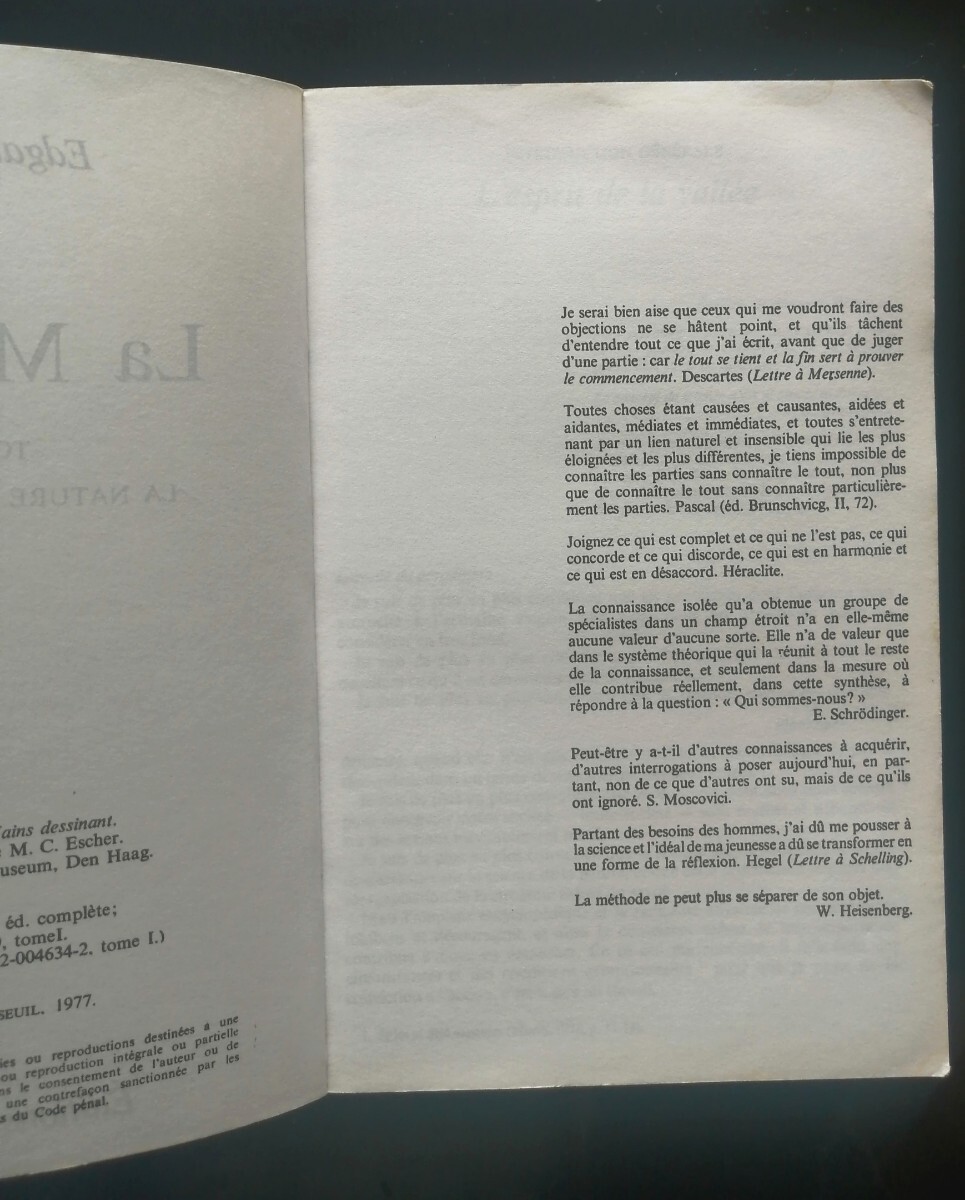 Edga
La M
TO
LA NATURE
ains dessinant.
M. C. Escher.
useum, Den Haag.
éd. complète;
, tomeI.
2-004634-2, tome I.)
SEUIL, 1977.
ies ou reproductions destinées à une
ou reproduction intégrale ou partielle
ns le consentement de l'auteur ou de
une contrefaçon sanctionnée par les
s du Code pénal.
L'esprit de la vallée
Je serai bien aise que ceux qui me voudront faire des
objections ne se hâtent point, et qu'ils tâchent
d'entendre tout ce que j'ai écrit, avant que de juger
d'une partie : car le tout se tient et la fin sert à prouver
le commencement. Descartes (Lettre à Mersenne).
Toutes choses étant causées et causantes, aidées et
aidantes, médiates et immédiates, et toutes s'entrete-
nant par un lien naturel et insensible qui lie les plus
éloignées et les plus différentes, je tiens impossible de
connaître les parties sans connaître le tout, non plus
que de connaître le tout sans connaître particulière-
ment les parties. Pascal (éd. Brunschvicg, II, 72).
Joignez ce qui est complet et ce qui ne l'est pas, ce qui
concorde et ce qui discorde, ce qui est en harmonie et
ce qui est en désaccord. Héraclite.
La connaissance isolée qu'a obtenue un groupe de
spécialistes dans un champ étroit n'a en elle-même
aucune valeur d'aucune sorte. Elle n'a de valeur que
dans le système théorique qui la réunit à tout le reste
de la connaissance, et seulement dans la mesure où
elle contribue réellement, dans cette synthèse, à
répondre à la question : « Qui sommes-nous? »
E. Schrödinger.
Peut-être y a-t-il d'autres connaissances à acquérir,
d'autres interrogations à poser aujourd'hui, en par-
tant, non de ce que d'autres ont su, mais de ce qu'ils
ont ignoré. S. Moscovici.
Partant des besoins des hommes, j'ai dû me pousser à
la science et l'idéal de ma jeunesse a dû se transformer en
une forme de la réflexion. Hegel (Lettre à Schelling).
La méthode ne peut plus se séparer de son objet.
W. Heisenberg.